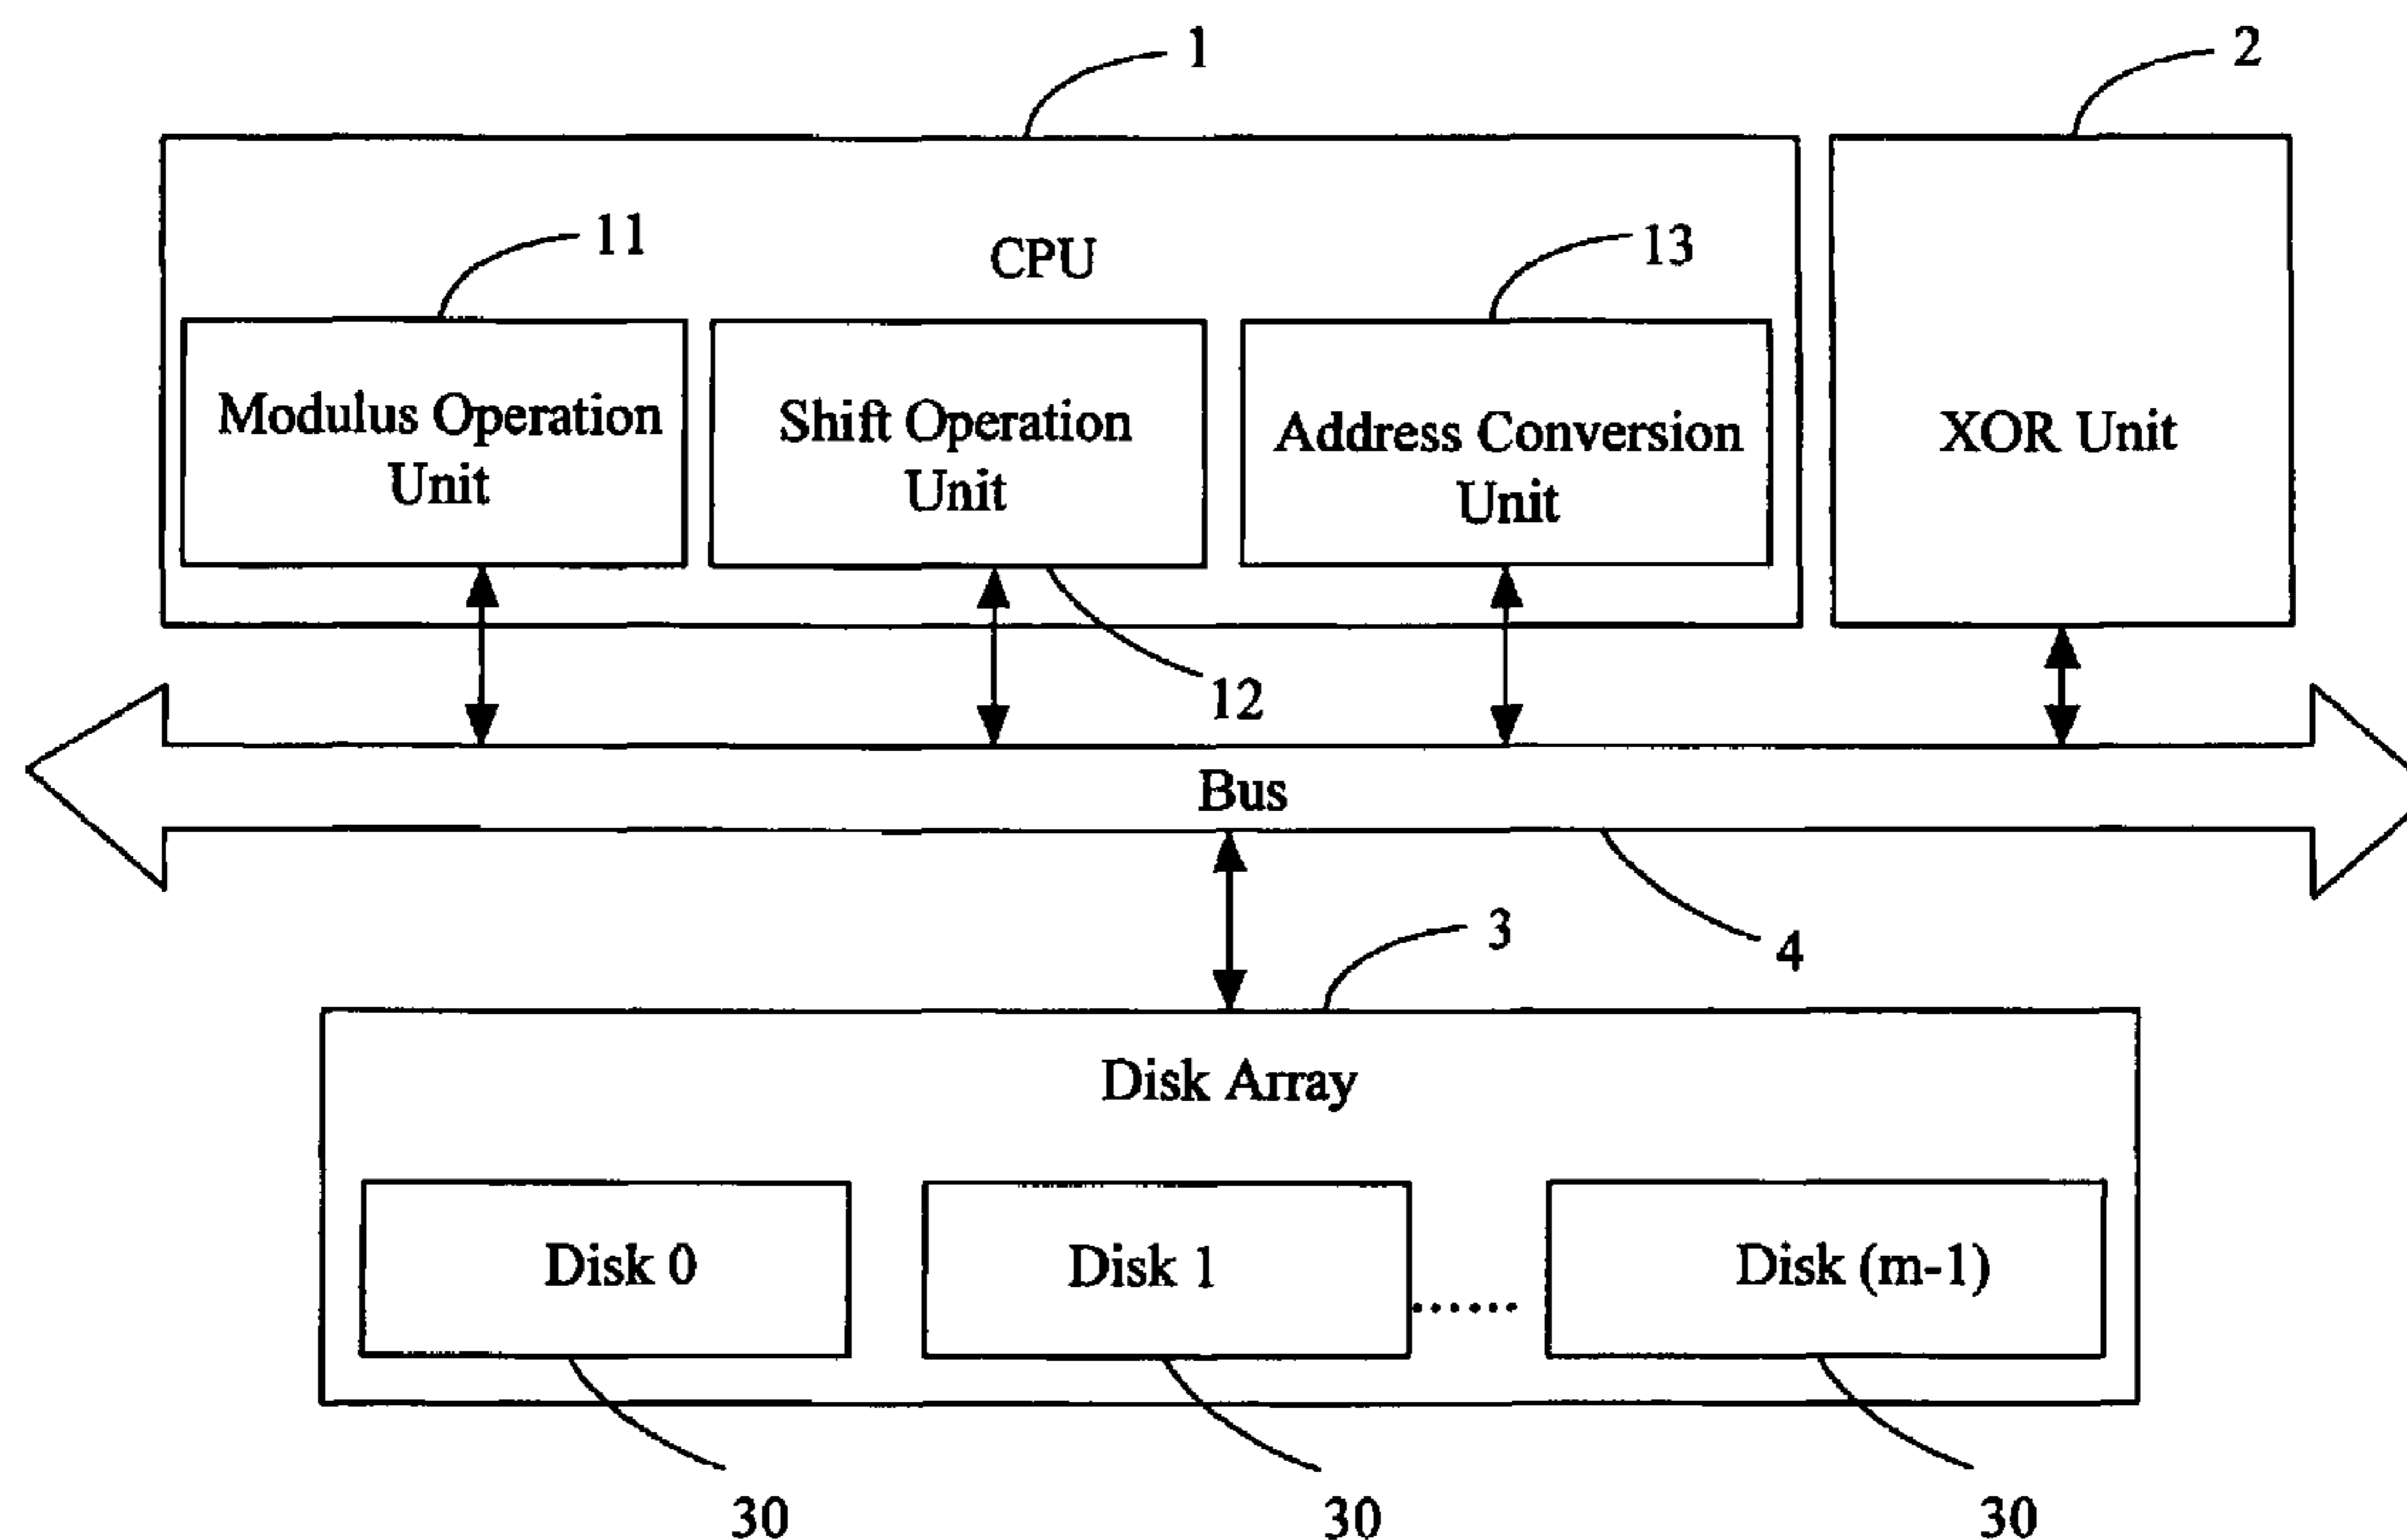 1
2
11
CPU
13
Modulus Operation
Unit
Shift Operation
Unit
Address Conversion
Unit
XOR Unit
12
Bus
3
4
Disk Array
Disk 0
Disk 1
......
Disk (m-1)
30
30
30